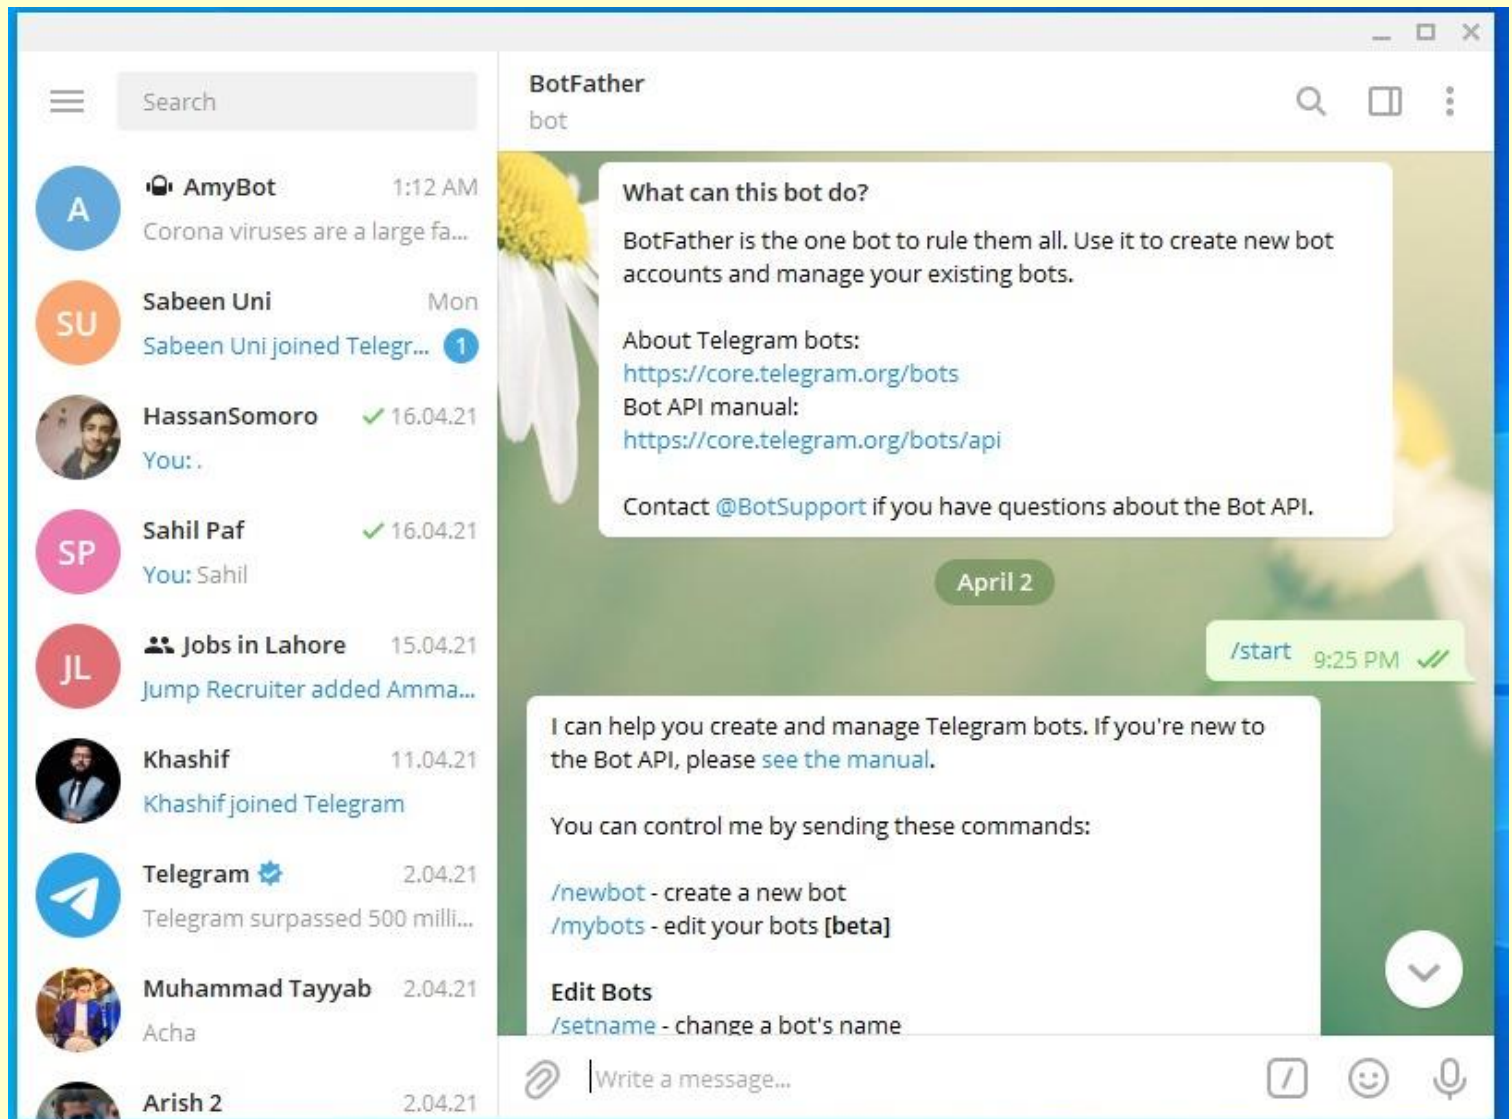 Search
A
AmyBot 1:12 AM
Corona viruses are a large fa...
SU
Sabeen Uni Mon
Sabeen Uni joined Telegr... 1
HassanSomoro 16.04.21
You: .
SP
Sahil Paf 16.04.21
You: Sahil
JL
Jobs in Lahore 15.04.21
Jump Recruiter added Amma...
Khashif 11.04.21
Khashif joined Telegram
Telegram 2.04.21
Telegram surpassed 500 milli...
Muhammad Tayyab 2.04.21
Acha
Arish 2 2.04.21
BotFather
bot
What can this bot do?
BotFather is the one bot to rule them all. Use it to create new bot
accounts and manage your existing bots.
About Telegram bots:
https://core.telegram.org/bots
Bot API manual:
https://core.telegram.org/bots/api
Contact @BotSupport if you have questions about the Bot API.
April 2
/start 9:25 PM
I can help you create and manage Telegram bots. If you're new to
the Bot API, please see the manual.
You can control me by sending these commands:
/newbot - create a new bot
/mybots - edit your bots [beta]
Edit Bots
/setname - change a bot's name
Write a message...